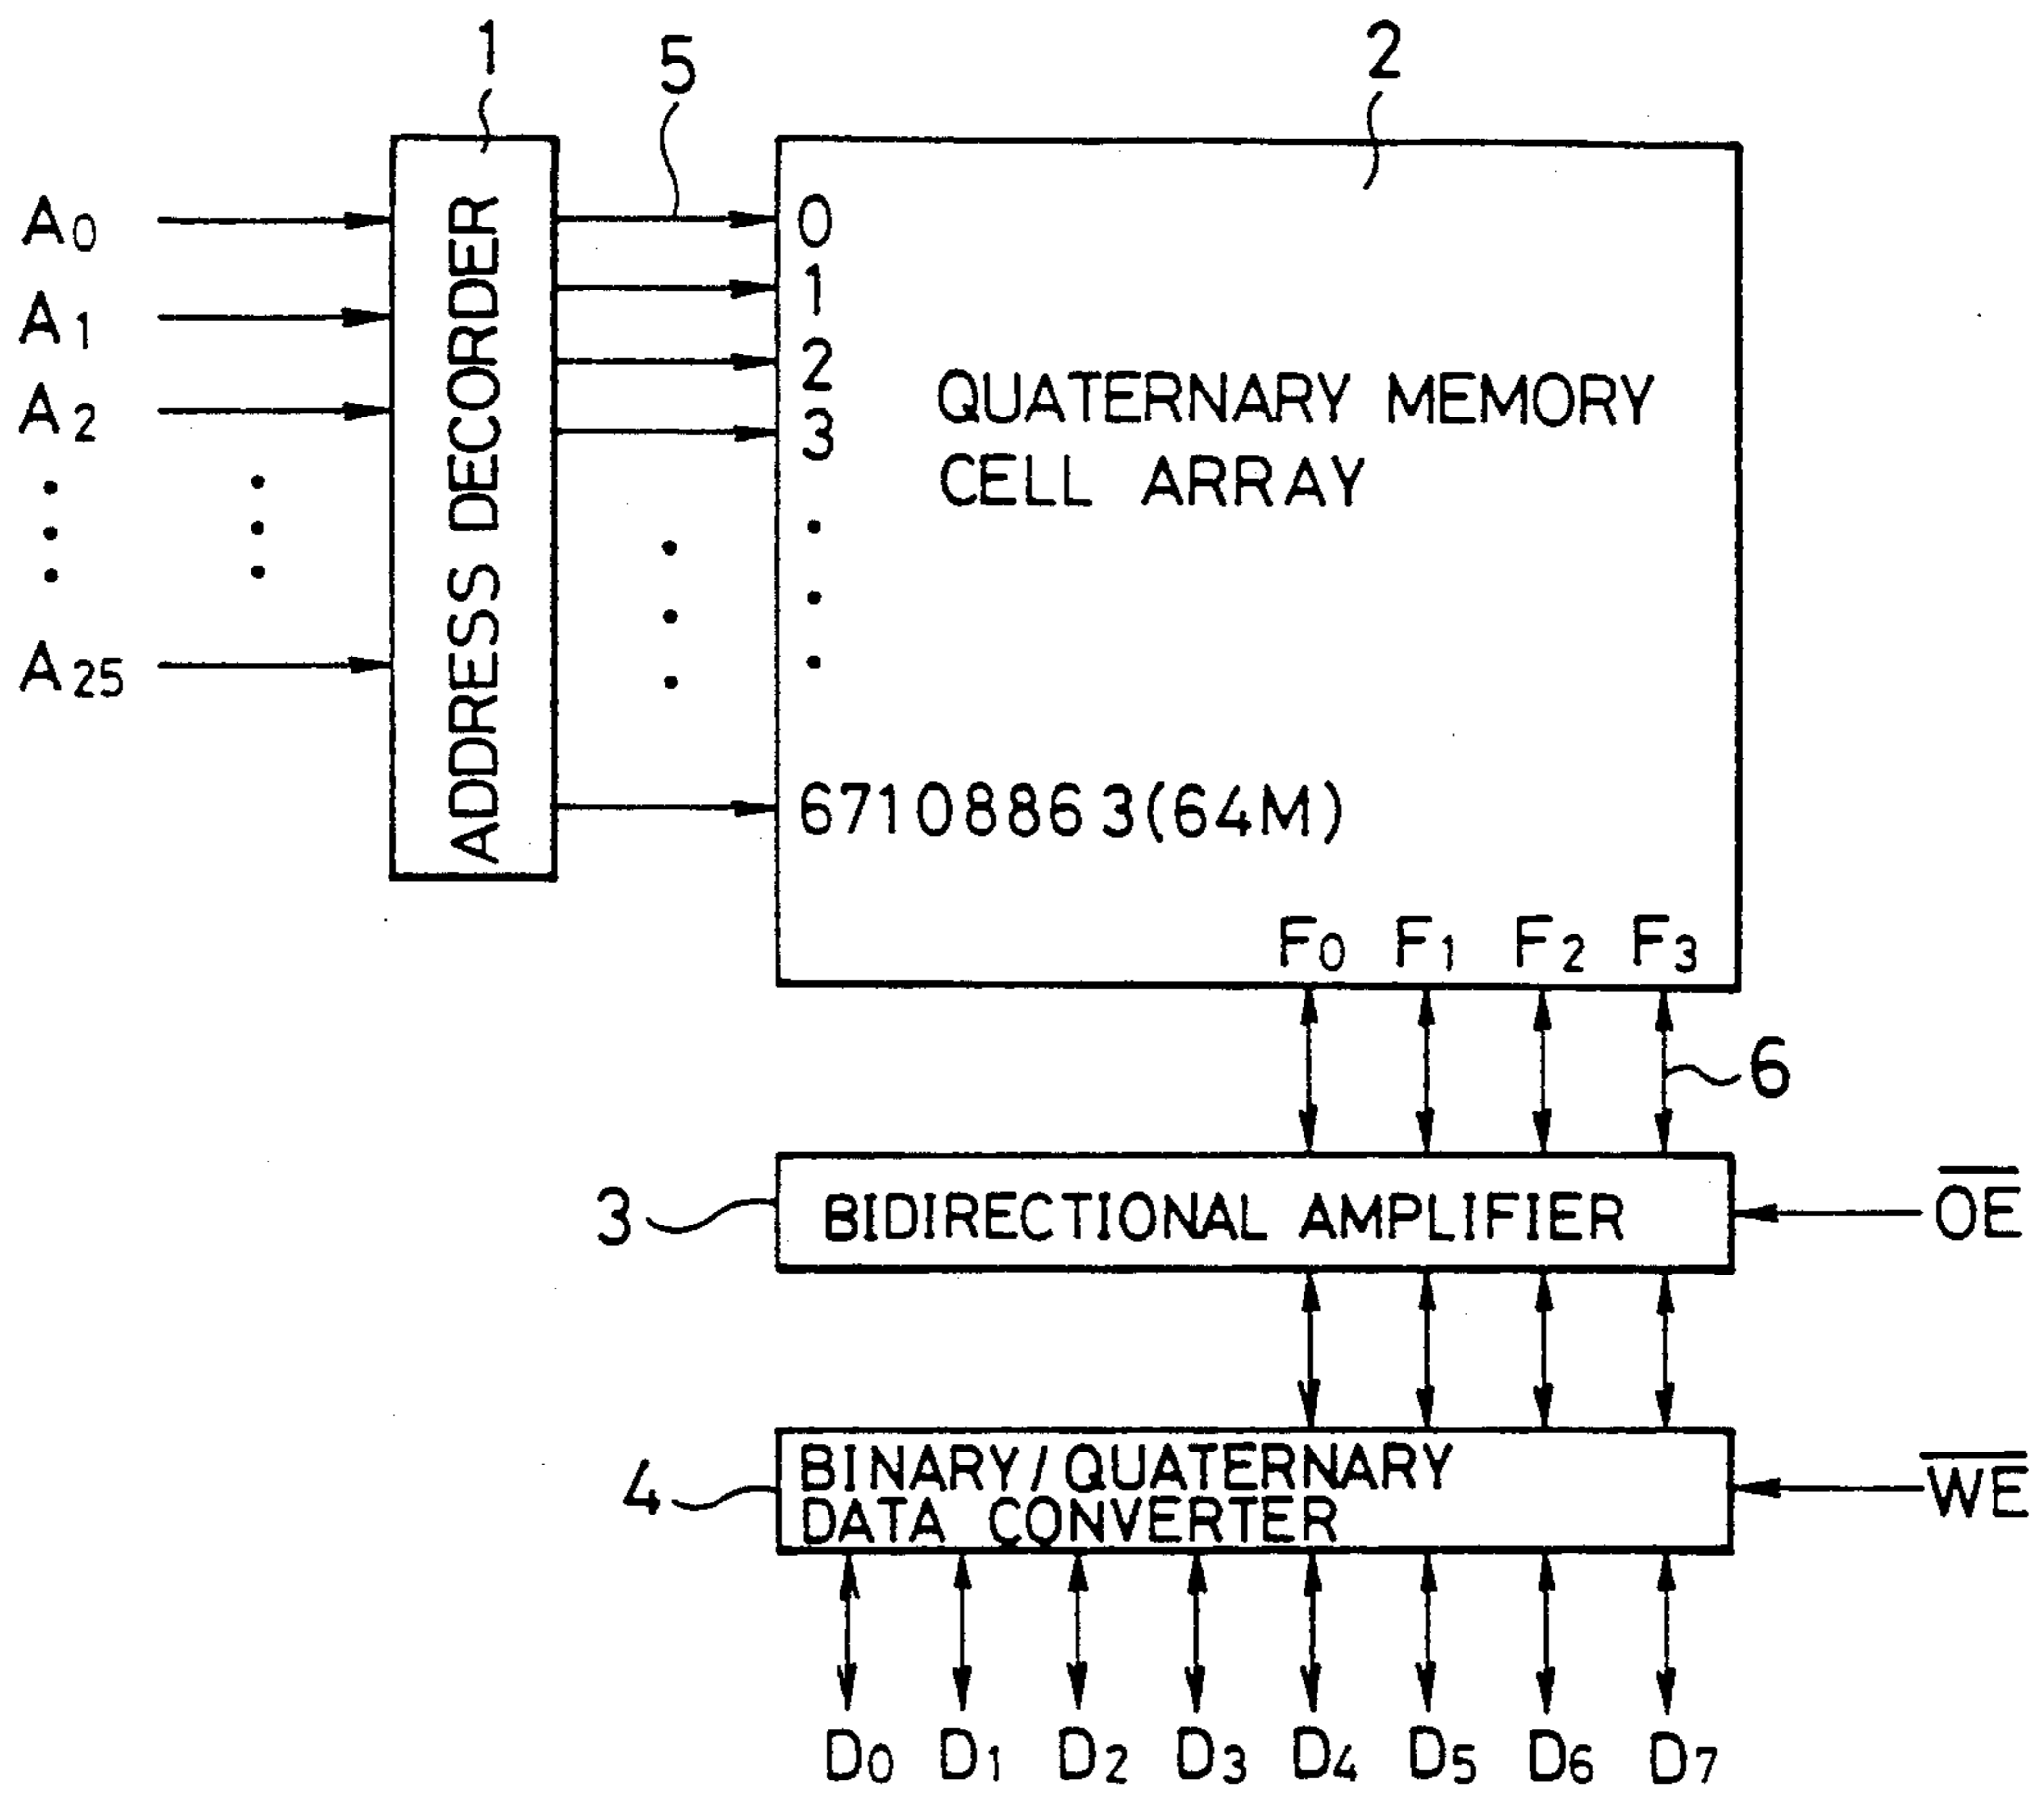 1
5
2
A0
A1
A2
A25
ADDRESS DECORDER
0
1
2
3
QUATERNARY MEMORY
CELL ARRAY
67108863(64M)
F0 F1 F2 F3
6
3
BIDIRECTIONAL AMPLIFIER
OE
4
BINARY/QUATERNARY
DATA CONVERTER
WE
D0 D1 D2 D3 D4 D5 D6 D7